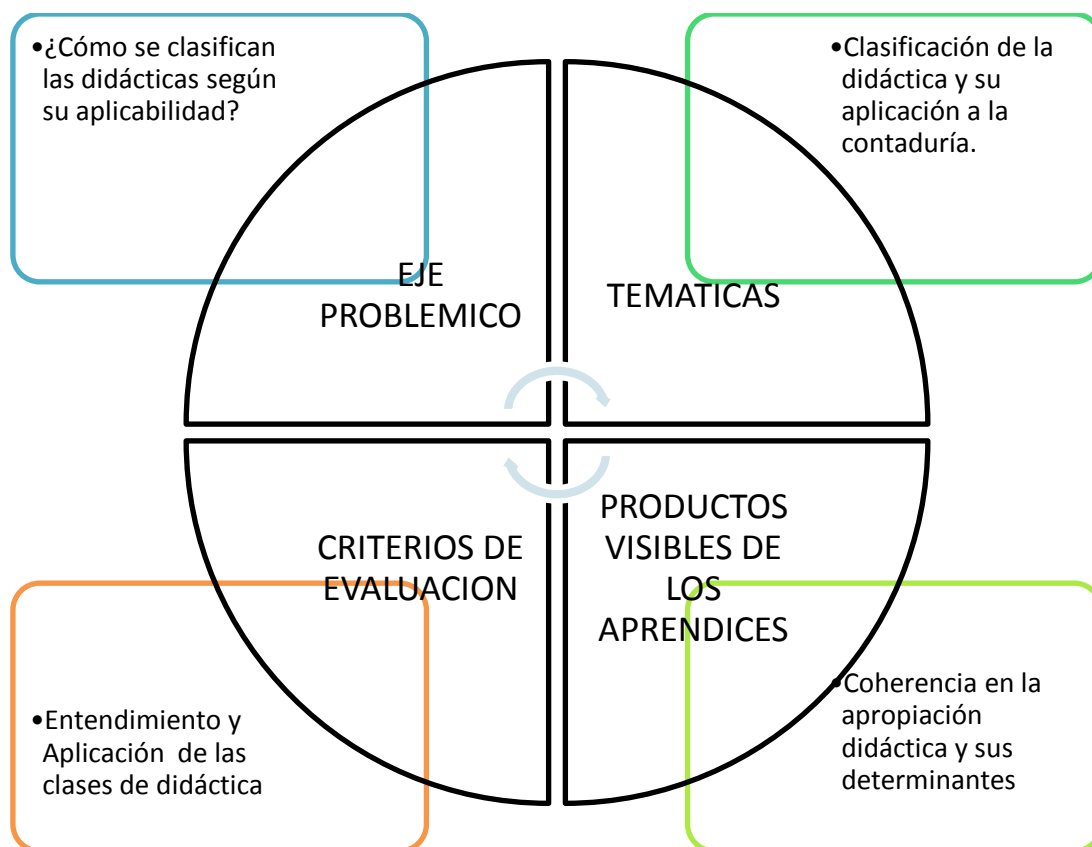 •¿Cómo se clasifican
las didácticas según
su aplicabilidad?
•Clasificación de la
didáctica y su
aplicación a la
contaduría.
EJE
PROBLEMICO
TEMATICAS
CRITERIOS DE
EVALUACION
PRODUCTOS
VISIBLES DE
LOS
APRENDICES
•Entendimiento y
Aplicación de las
clases de didáctica
•Coherencia en la
apropiación
didáctica y sus
determinantes